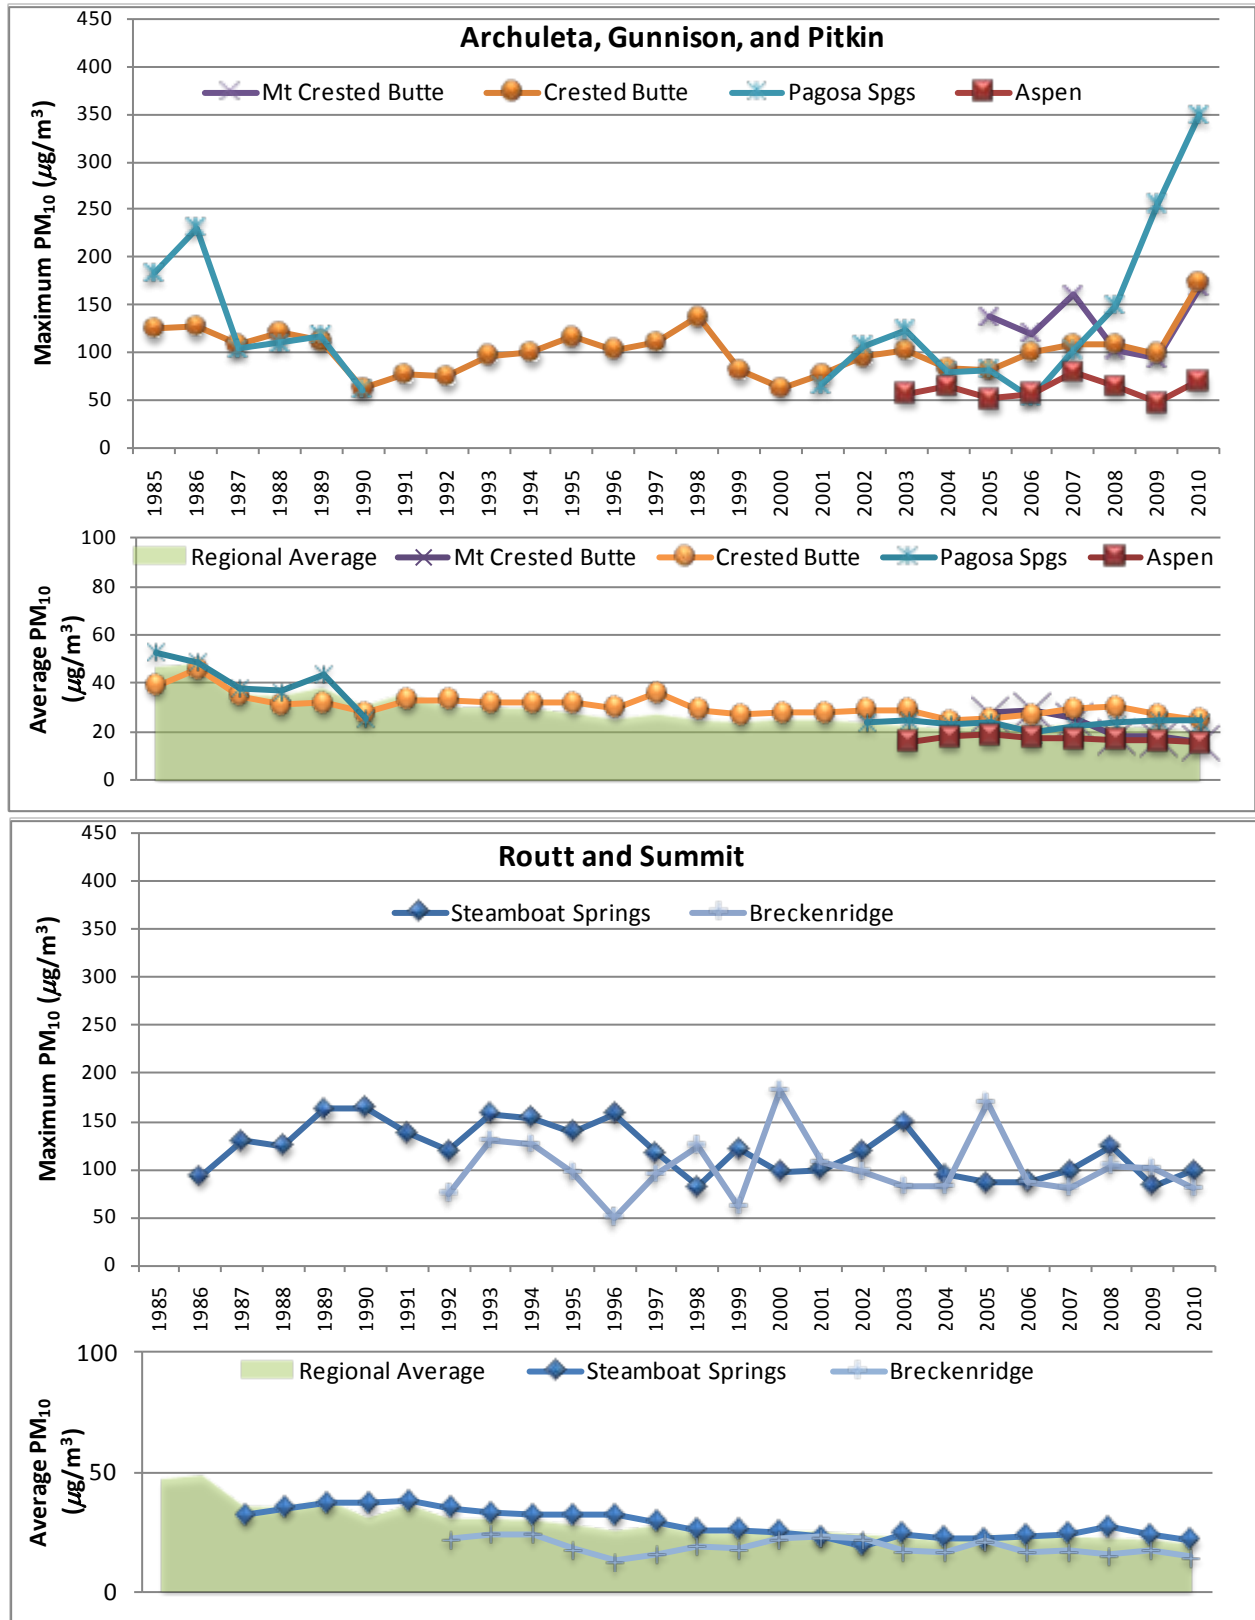 Archuleta, Gunnison, and Pitkin
Mt Crested Butte Crested Butte Pagosa Spgs Aspen
Maximum PM₁₀ (µg/m³)
450
400
350
300
250
200
150
100
50
0
1985 1986 1987 1988 1989 1990 1991 1992 1993 1994 1995 1996 1997 1998 1999 2000 2001 2002 2003 2004 2005 2006 2007 2008 2009 2010
Regional Average Mt Crested Butte Crested Butte Pagosa Spgs Aspen
Average PM₁₀
(µg/m³)
100
80
60
40
20
0
Routt and Summit
Steamboat Springs Breckenridge
Maximum PM₁₀ (µg/m³)
450
400
350
300
250
200
150
100
50
0
1985 1986 1987 1988 1989 1990 1991 1992 1993 1994 1995 1996 1997 1998 1999 2000 2001 2002 2003 2004 2005 2006 2007 2008 2009 2010
Regional Average Steamboat Springs Breckenridge
Average PM₁₀
(µg/m³)
100
50
0